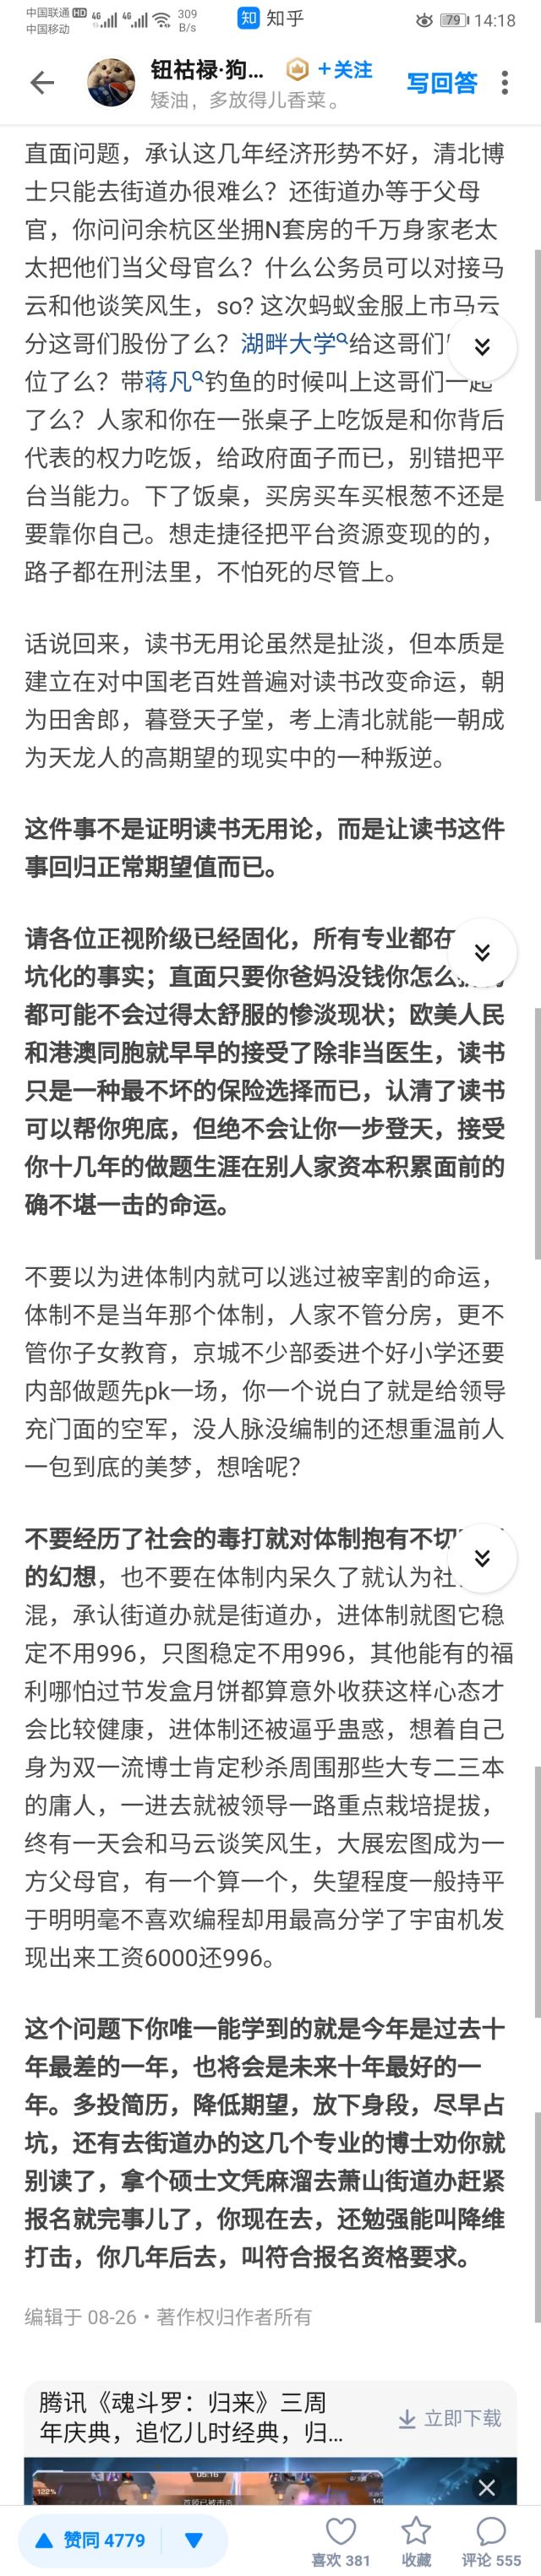 中国联通 HD 4G 4G 309 B/s 知 知乎 79 14:18
中国移动
钮祜禄·狗... +关注 写回答
矮油，多放得儿香菜。
直面问题，承认这几年经济形势不好，清北博
士只能去街道办很难么？还街道办等于父母
官，你问问余杭区坐拥N套房的千万身家老太
太把他们当父母官么？什么公务员可以对接马
云和他谈笑风生，so? 这次蚂蚁金服上市马云
分这哥们股份了么？湖畔大学给这哥们
位了么？带蒋凡钓鱼的时候叫上这哥们一起
了么？人家和你在一张桌子上吃饭是和你背后
代表的权力吃饭，给政府面子而已，别错把平
台当能力。下了饭桌，买房买车买根葱不还是
要靠你自己。想走捷径把平台资源变现的的，
路子都在刑法里，不怕死的尽管上。
话说回来，读书无用论虽然是扯淡，但本质是
建立在对中国老百姓普遍对读书改变命运，朝
为田舍郎，暮登天子堂，考上清北就能一朝成
为天龙人的高期望的现实中的一种叛逆。
这件事不是证明读书无用论，而是让读书这件
事回归正常期望值而已。
请各位正视阶级已经固化，所有专业都在
坑化的事实；直面只要你爸妈没钱你怎么
都可能不会过得太舒服的惨淡现状；欧美人民
和港澳同胞就早早的接受了除非当医生，读书
只是一种最不坏的保险选择而已，认清了读书
可以帮你兜底，但绝不会让你一步登天，接受
你十几年的做题生涯在别人家资本积累面前的
确不堪一击的命运。
不要以为进体制内就可以逃过被宰割的命运，
体制不是当年那个体制，人家不管分房，更不
管你子女教育，京城不少部委进个好小学还要
内部做题先pk一场，你一个说白了就是给领导
充门面的空军，没人脉没编制的还想重温前人
一包到底的美梦，想啥呢？
不要经历了社会的毒打就对体制抱有不切
的幻想，也不要在体制内呆久了就认为社
混，承认街道办就是街道办，进体制就图它稳
定不用996，只图稳定不用996，其他能有的福
利哪怕过节发盒月饼都算意外收获这样心态才
会比较健康，进体制还被逼乎蛊惑，想着自己
身为双一流博士肯定秒杀周围那些大专二三本
的庸人，一进去就被领导一路重点栽培提拔，
终有一天会和马云谈笑风生，大展宏图成为一
方父母官，有一个算一个，失望程度一般持平
于明明毫不喜欢编程却用最高分学了宇宙机发
现出来工资6000还996。
这个问题下你唯一能学到的就是今年是过去十
年最差的一年，也将会是未来十年最好的一
年。多投简历，降低期望，放下身段，尽早占
坑，还有去街道办的这几个专业的博士劝你就
别读了，拿个硕士文凭麻溜去萧山街道办赶紧
报名就完事儿了，你现在去，还勉强能叫降维
打击，你几年后去，叫符合报名资格要求。
编辑于 08-26·著作权归作者所有
腾讯《魂斗罗：归来》三周
年庆典，追忆儿时经典，归...
立即下载
05:16
122%
赞同 4779
喜欢 381
收藏
评论 555